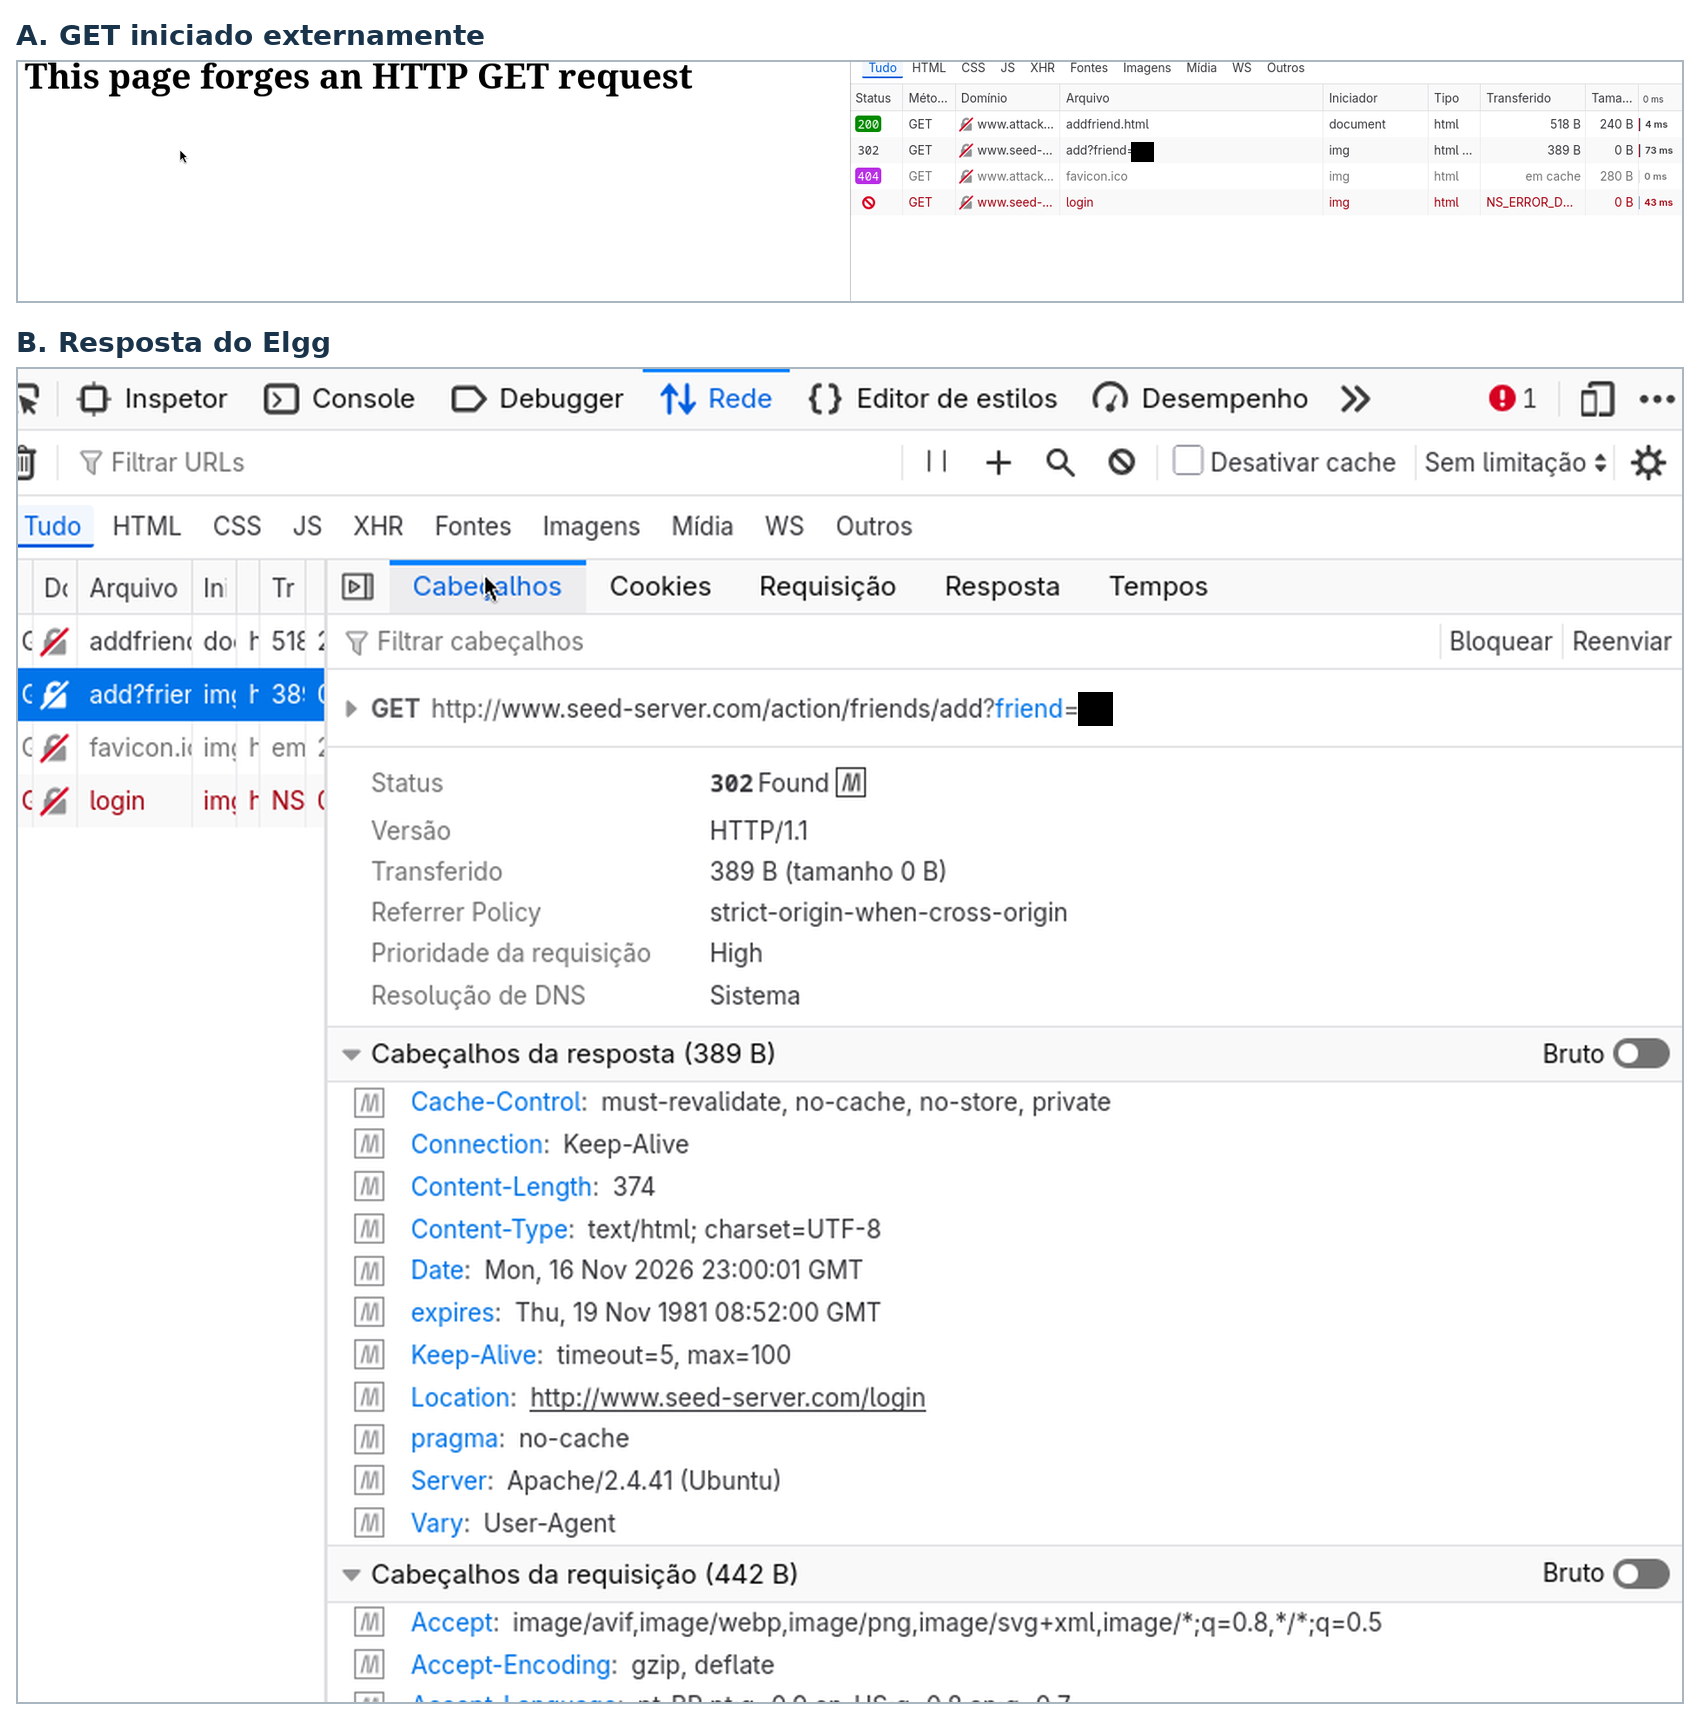 A. GET iniciado externamente
This page forges an HTTP GET request
Tudo HTML CSS JS XHR Fontes Imagens Mídia WS Outros
Status Méto... Domínio Arquivo Iniciador Tipo Transferido Tama... 0 ms
200 GET www.attack... addfriend.html document html 518 B 240 B 4 ms
302 GET www.seed-... add?friend= img html ... 389 B 0 B 73 ms
404 GET www.attack... favicon.ico img html em cache 280 B 0 ms
GET www.seed-... login img html NS_ERROR_D... 0 B 43 ms
B. Resposta do Elgg
Inspetor Console Debugger Rede Editor de estilos Desempenho 1
Filtrar URLs Desativar cache Sem limitação
Tudo HTML CSS JS XHR Fontes Imagens Mídia WS Outros
Arquivo Ini Tr Cabeçalhos Cookies Requisição Resposta Tempos
addfriend 518 Filtrar cabeçalhos Bloquear Reenviar
add?frien GET http://www.seed-server.com/action/friends/add?friend=
favicon.ic em
login NS
Status 302 Found
Versão HTTP/1.1
Transferido 389 B (tamanho 0 B)
Referrer Policy strict-origin-when-cross-origin
Prioridade da requisição High
Resolução de DNS Sistema
Cabeçalhos da resposta (389 B) Bruto
Cache-Control: must-revalidate, no-cache, no-store, private
Connection: Keep-Alive
Content-Length: 374
Content-Type: text/html; charset=UTF-8
Date: Mon, 16 Nov 2026 23:00:01 GMT
expires: Thu, 19 Nov 1981 08:52:00 GMT
Keep-Alive: timeout=5, max=100
Location: http://www.seed-server.com/login
pragma: no-cache
Server: Apache/2.4.41 (Ubuntu)
Vary: User-Agent
Cabeçalhos da requisição (442 B) Bruto
Accept: image/avif,image/webp,image/png,image/svg+xml,image/*;q=0.8,*/*;q=0.5
Accept-Encoding: gzip, deflate